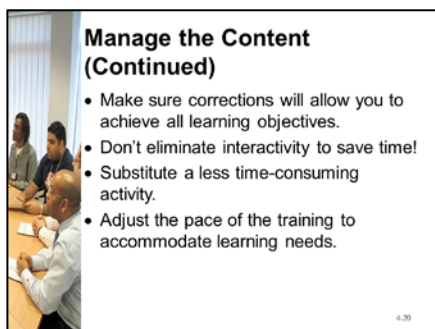 Manage the Content
(Continued)
• Make sure corrections will allow you to
achieve all learning objectives.
• Don't eliminate interactivity to save time!
• Substitute a less time-consuming
activity.
• Adjust the pace of the training to
accommodate learning needs.
4-20